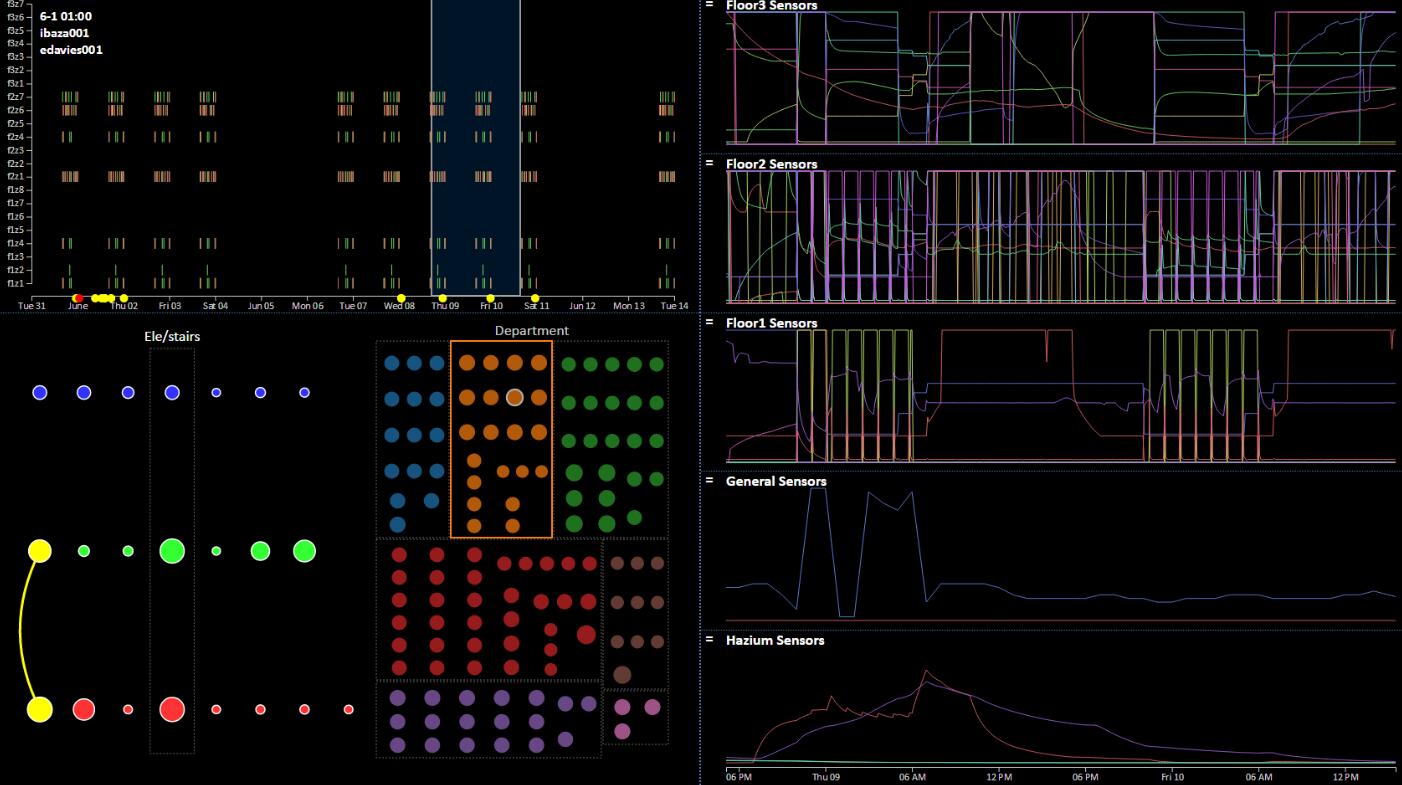 f3z7
f3z6
f3z5
f3z4
f3z3
f3z2
f3z1
f2z7
f2z6
f2z5
f2z4
f2z3
f2z2
f2z1
f1z8
f1z7
f1z6
f1z5
f1z4
f1z3
f1z2
f1z1
6-1 01:00
ibaza001
edavies001
Tue 31 June Thu 02 Fri 03 Sat 04 Jun 05 Mon 06 Tue 07 Wed 08 Thu 09 Fri 10 Sat 11 Jun 12 Mon 13 Tue 14
Ele/stairs
Department
= Floor3 Sensors
= Floor2 Sensors
= Floor1 Sensors
= General Sensors
= Hazium Sensors
06 PM Thu 09 06 AM 12 PM 06 PM Fri 10 06 AM 12 PM